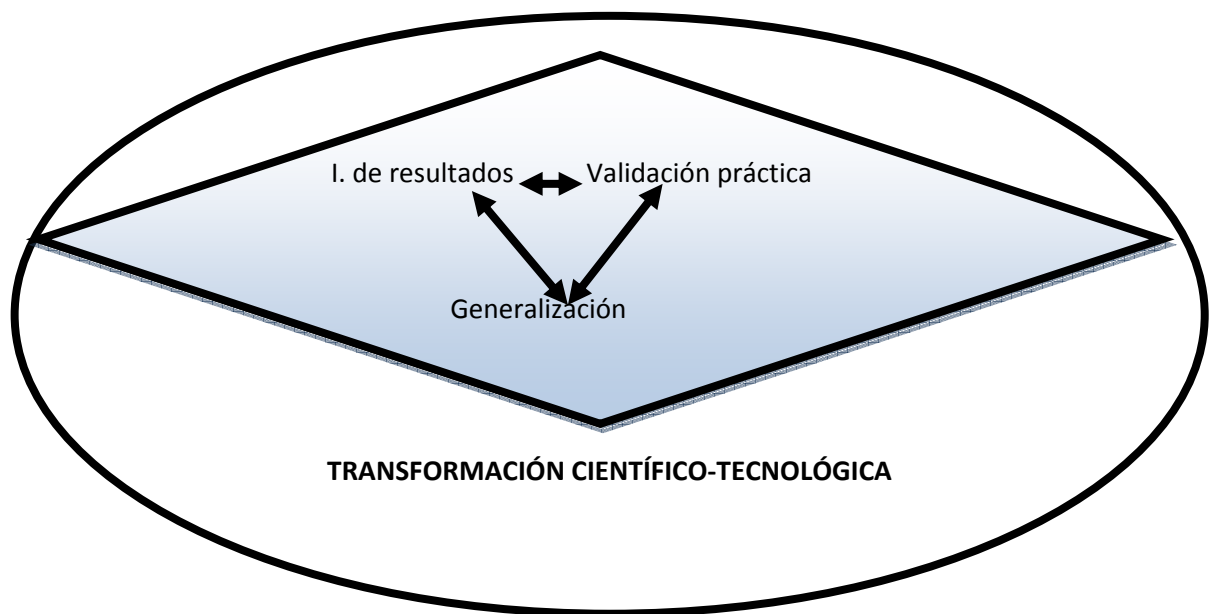 I. de resultados Validación práctica
Generalización
TRANSFORMACIÓN CIENTÍFICO-TECNOLÓGICA